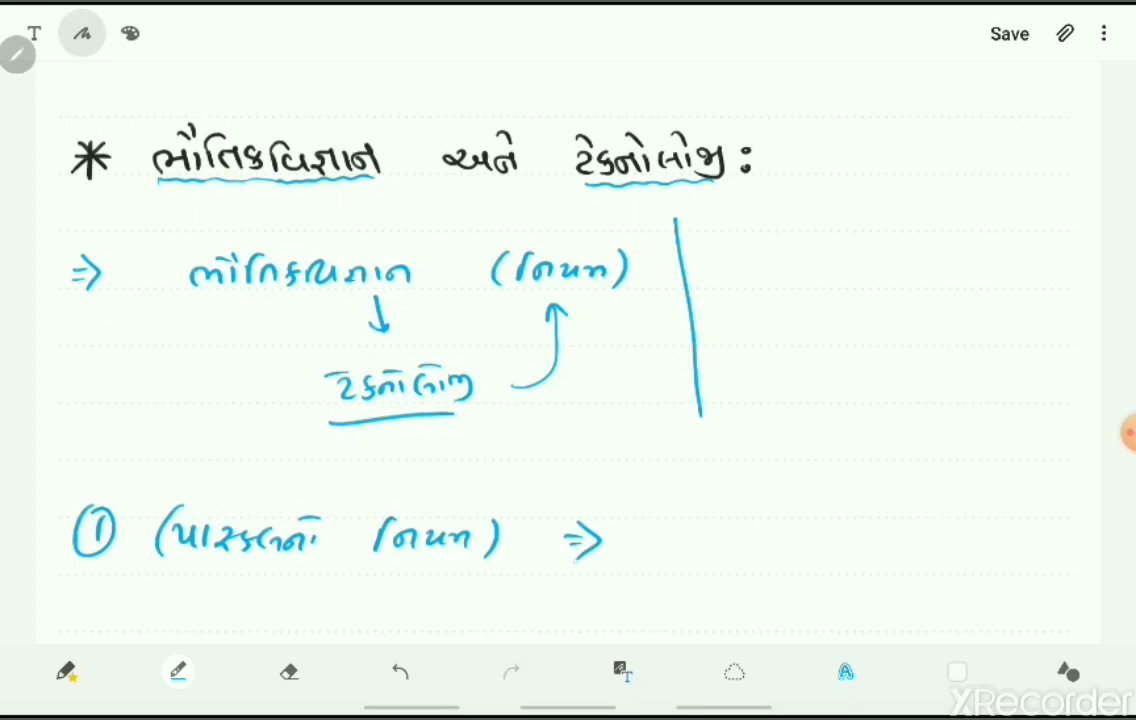 T Save
* ભૌતિકવિજ્ઞાન અને ટેકનોલોજી :
⇒ ભૌતિકવિજ્ઞાન (નિયમ)
↓
ટેકનોલોજી
① (પાસ્કલનો નિયમ) ⇒
T A
XRecorder